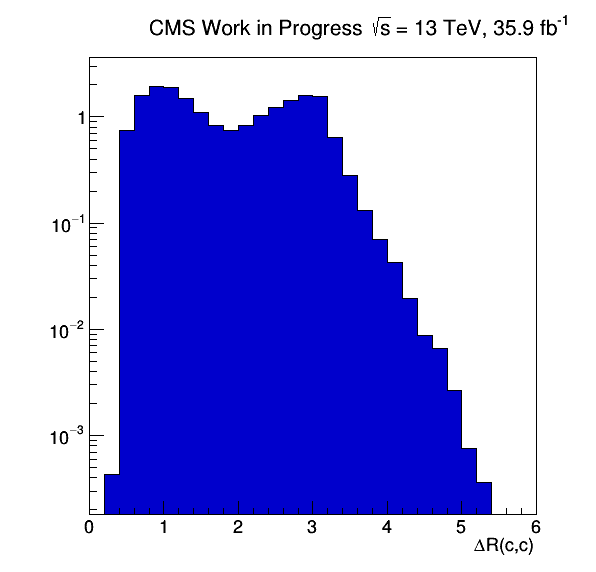 CMS Work in Progress √s = 13 TeV, 35.9 fb⁻¹
1
10⁻¹
10⁻²
10⁻³
0 1 2 3 4 5 6
ΔR(c,c)